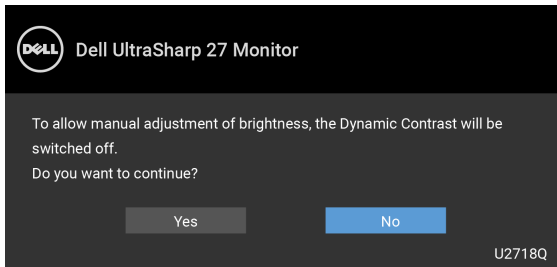 DELL
Dell UltraSharp 27 Monitor
To allow manual adjustment of brightness, the Dynamic Contrast will be
switched off.
Do you want to continue?
Yes
No
U2718Q